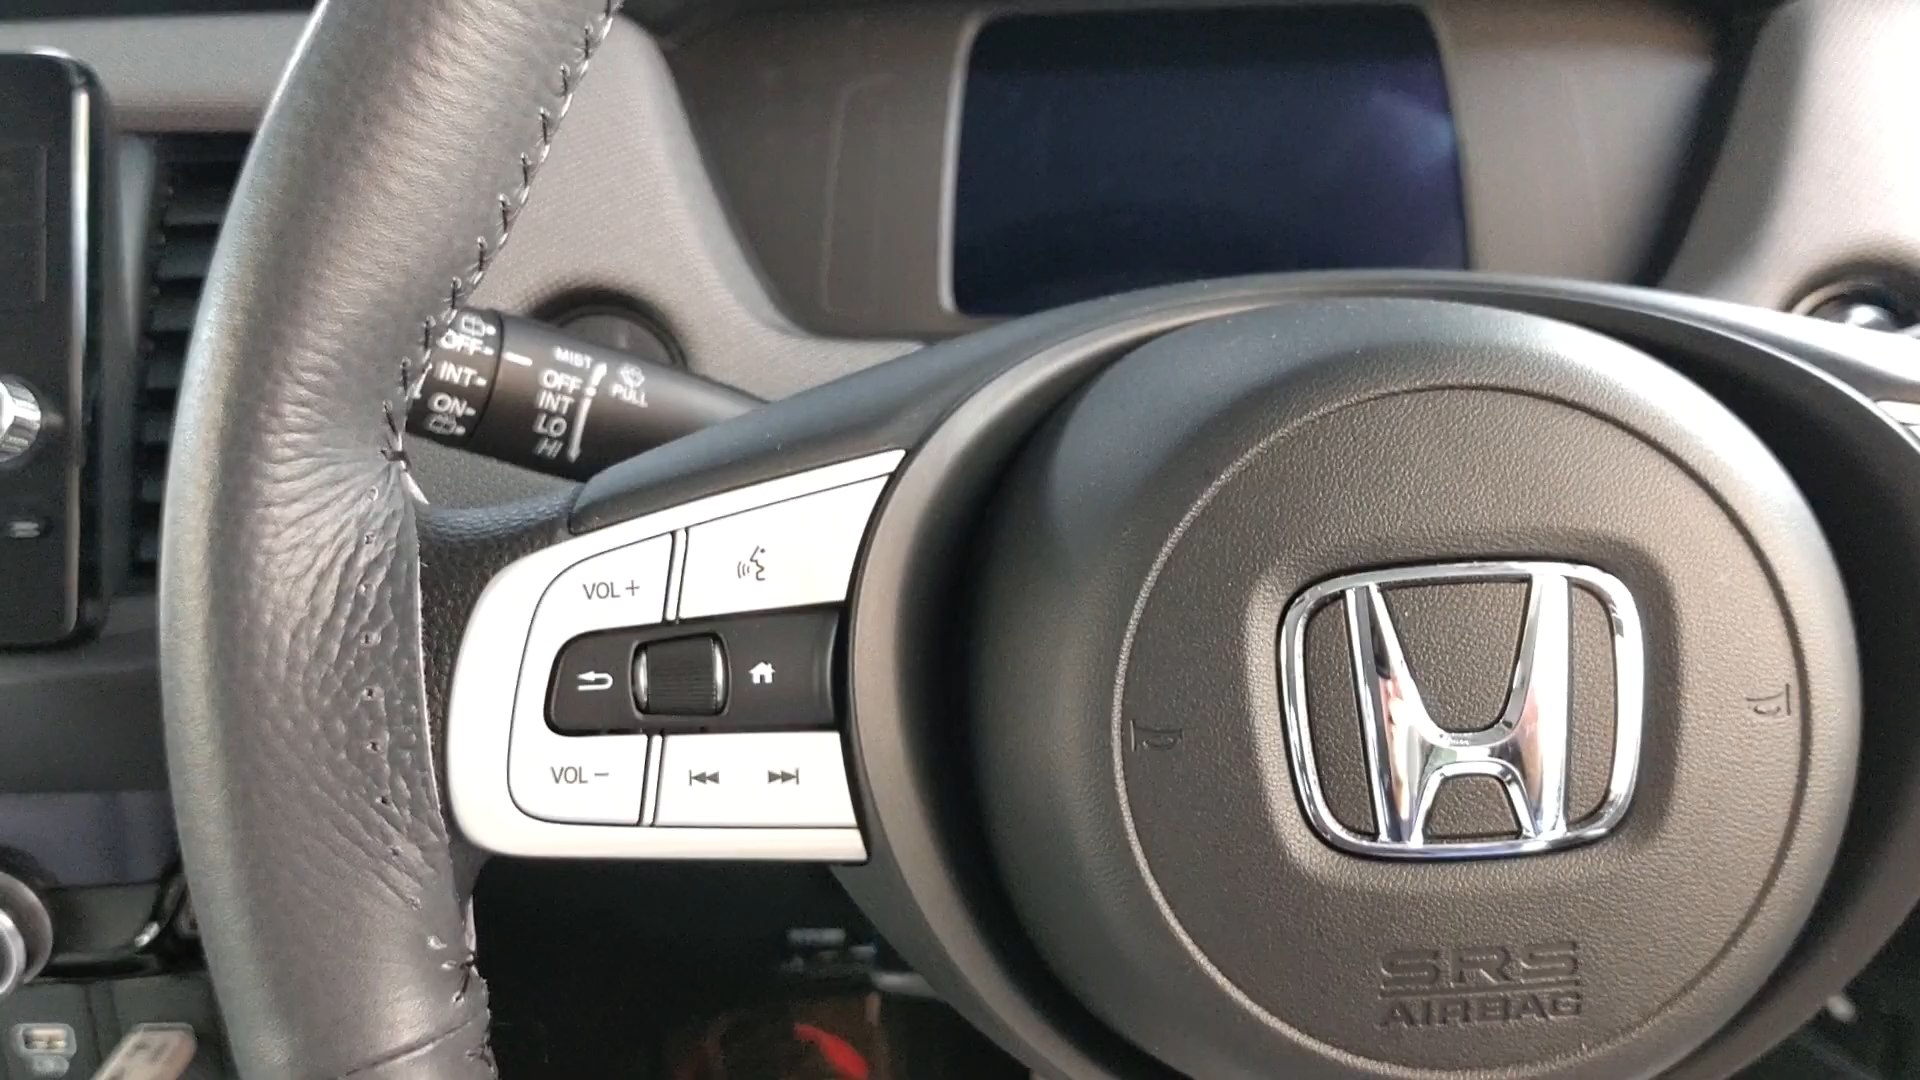 OFF
INT
ON
MIST
OFF
INT
LO
HI
PULL
VOL +
VOL −
SRS
AIRBAG